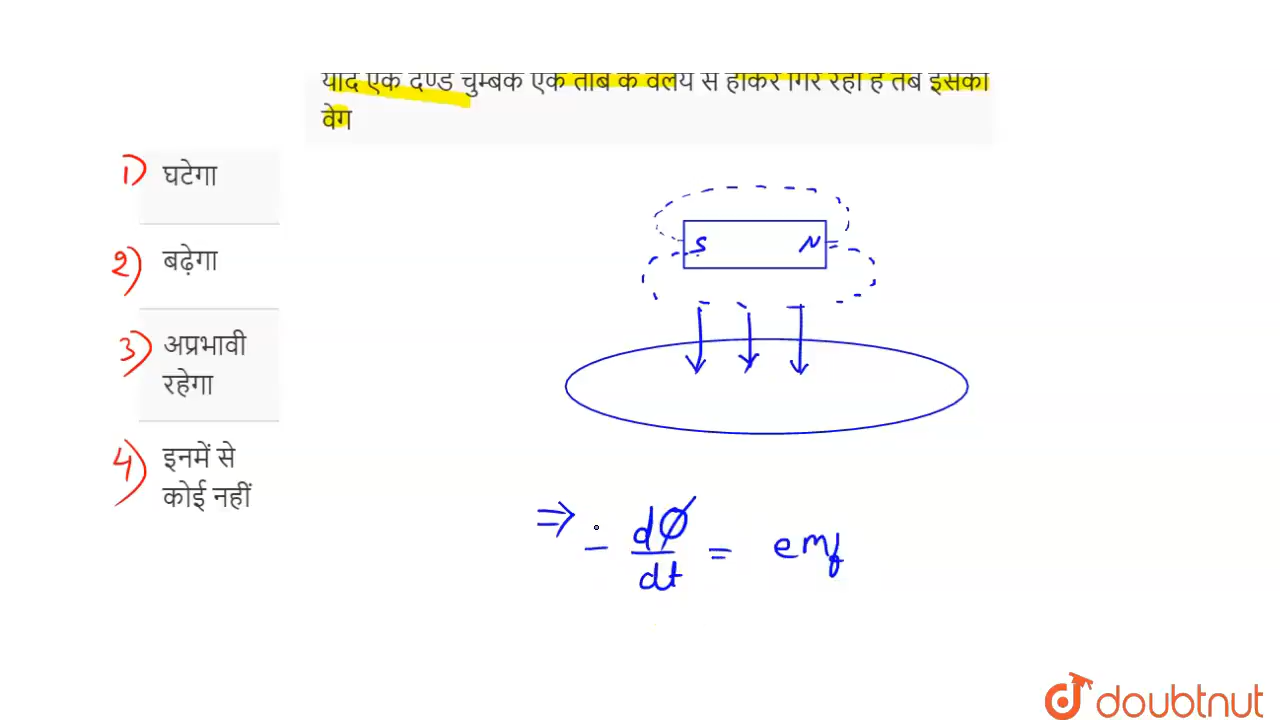 यदि एक दण्ड चुम्बक एक तांबे के वलय से होकर गिर रहा है तब इसका
वेग
1) घटेगा
2) बढ़ेगा
3) अप्रभावी
रहेगा
4) इनमें से
कोई नहीं
S N
⇒ - dϕ/dt = emf
doubtnut